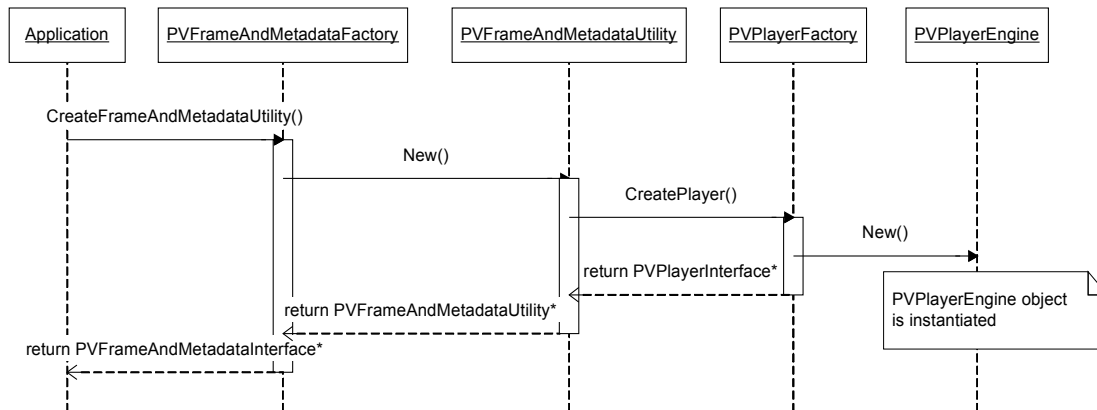 Application
PVFrameAndMetadataFactory
PVFrameAndMetadataUtility
PVPlayerFactory
PVPlayerEngine
CreateFrameAndMetadataUtility()
New()
CreatePlayer()
New()
return PVPlayerInterface*
PVPlayerEngine object
is instantiated
return PVFrameAndMetadataUtility*
return PVFrameAndMetadataInterface*